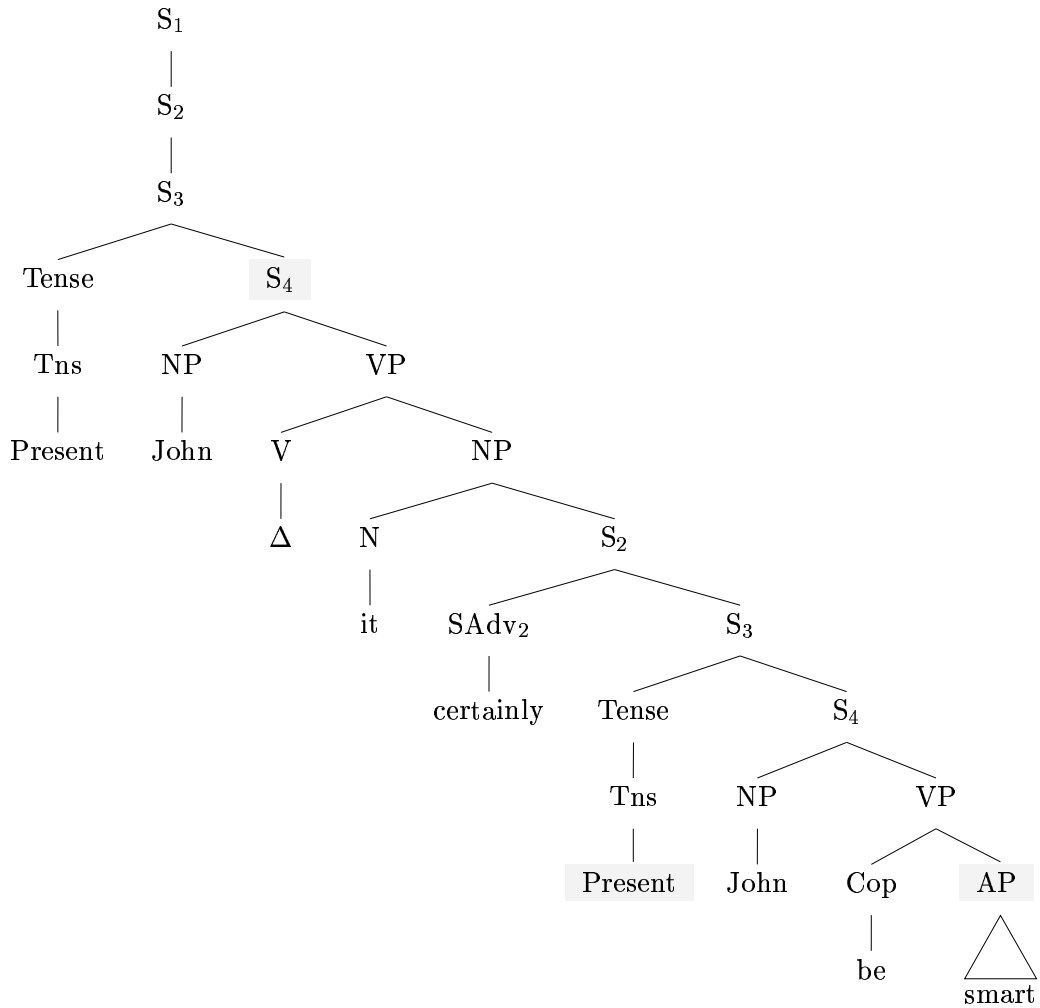 S₁
S₂
S₃
Tense S₄
Tns NP VP
Present John V NP
Δ N S₂
it SAdv₂ S₃
certainly Tense S₄
Tns NP VP
Present John Cop AP
be
smart